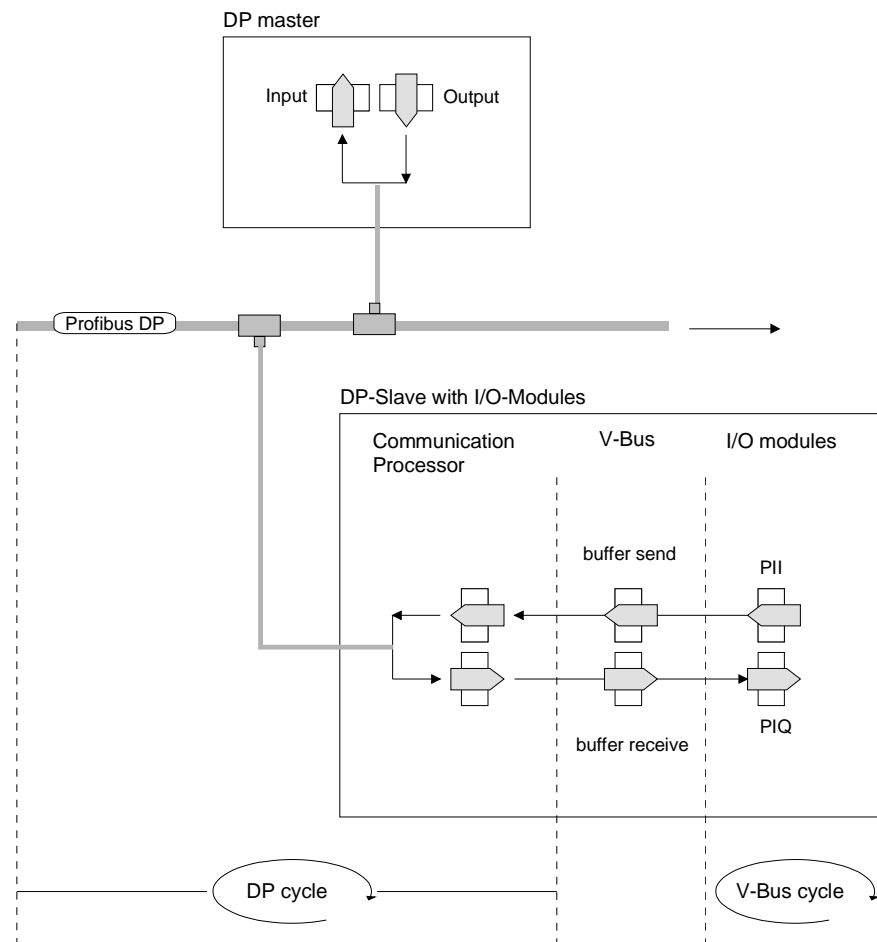 DP master
Input
Output
Profibus DP
DP-Slave with I/O-Modules
Communication
Processor
V-Bus
I/O modules
buffer send
PII
buffer receive
PIQ
DP cycle
V-Bus cycle